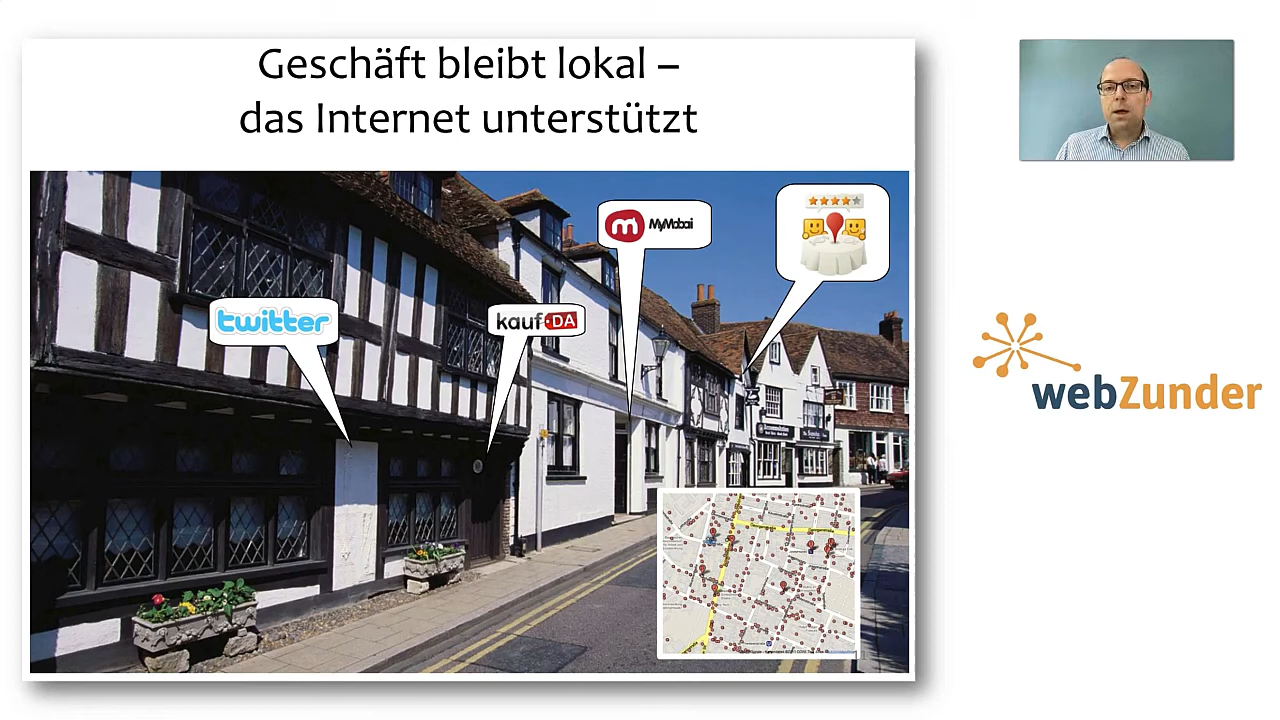 Geschäft bleibt lokal –
das Internet unterstützt
twitter
kauf DA
m MyMobai
webZunder